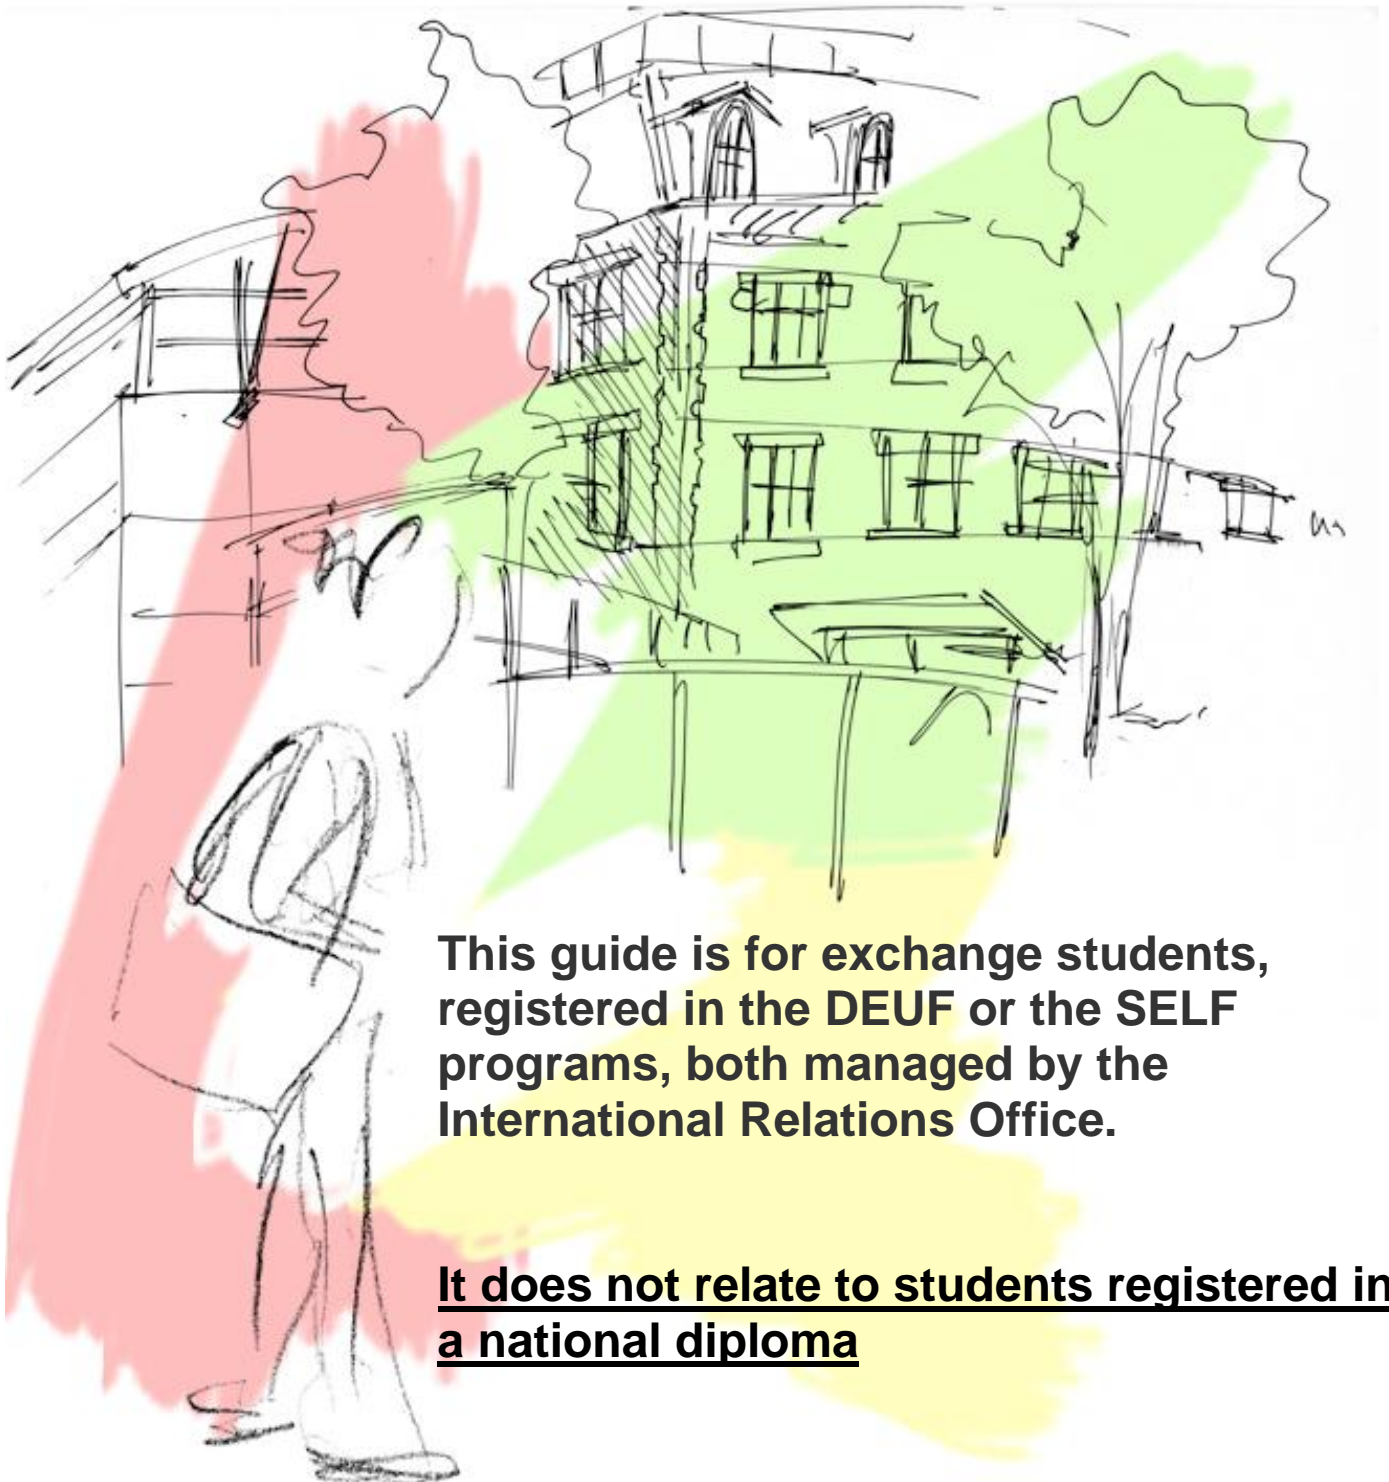 This guide is for exchange students,
registered in the DEUF or the SELF
programs, both managed by the
International Relations Office.
It does not relate to students registered in
a national diploma